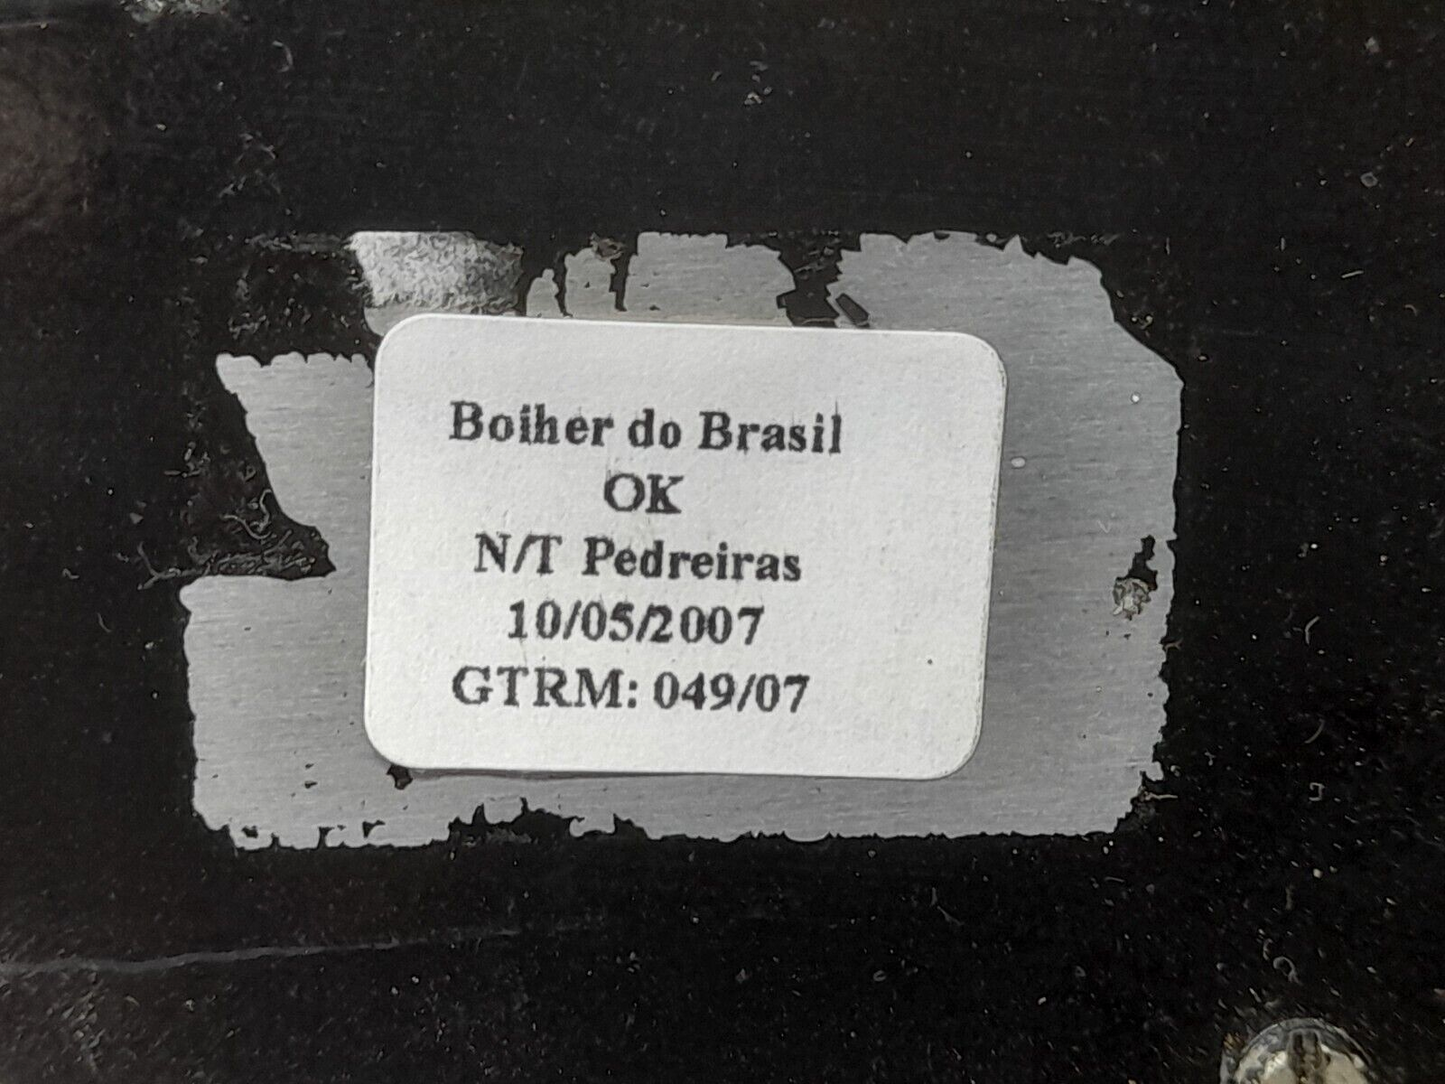 Boiher do Brasil
OK
N/T Pedreiras
10/05/2007
GTRM: 049/07